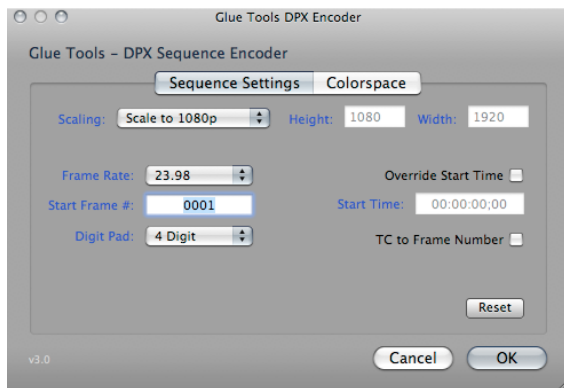 Glue Tools DPX Encoder
Glue Tools – DPX Sequence Encoder
Sequence Settings Colorspace
Scaling: Scale to 1080p Height: 1080 Width: 1920
Frame Rate: 23.98 Override Start Time
Start Frame #: 0001 Start Time: 00:00:00;00
Digit Pad: 4 Digit TC to Frame Number
Reset
v3.0 Cancel OK